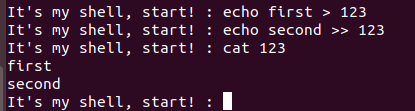 It's my shell, start! : echo first > 123
It's my shell, start! : echo second >> 123
It's my shell, start! : cat 123
first
second
It's my shell, start! :